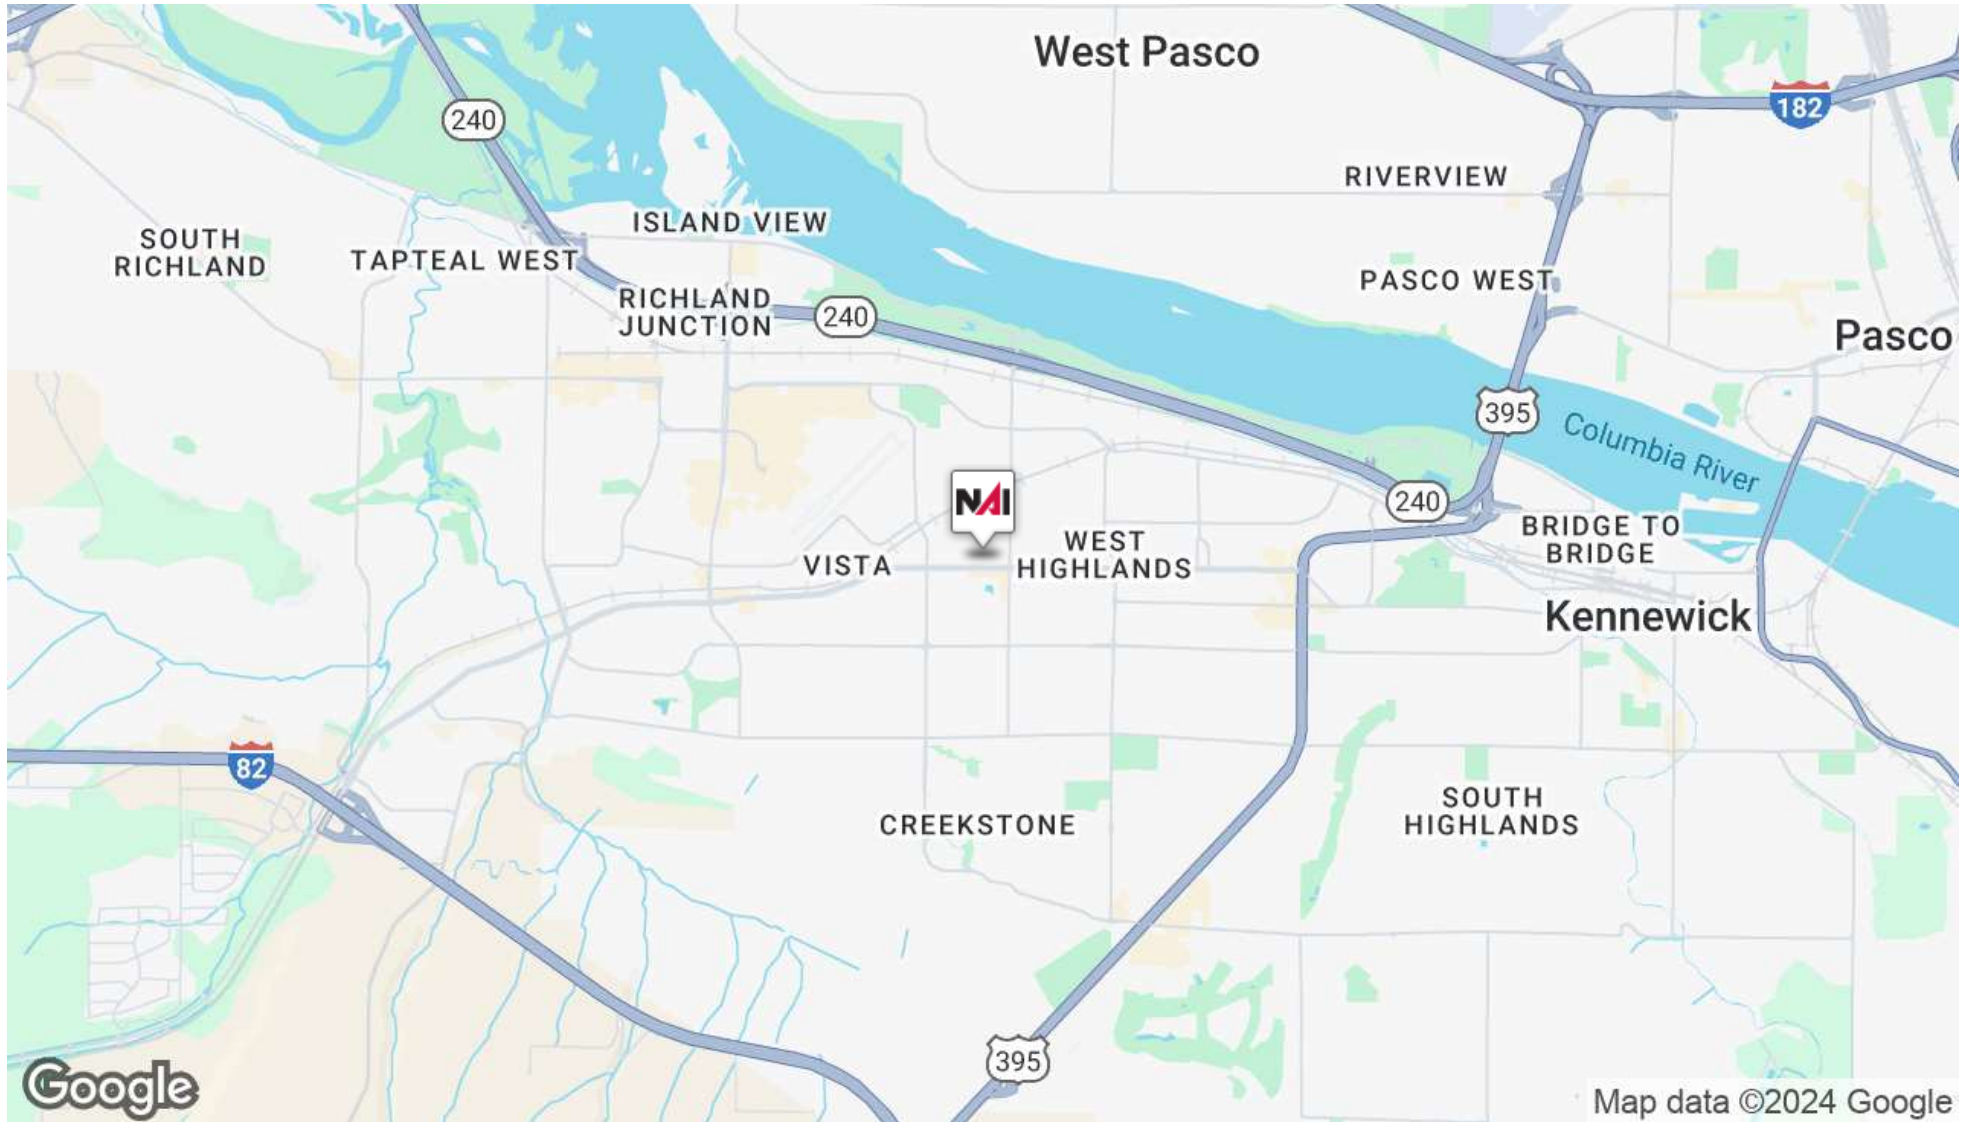 West Pasco
240
182
RIVERVIEW
ISLAND VIEW
SOUTH
RICHLAND
TAPTEAL WEST
PASCO WEST
RICHLAND
JUNCTION
240
Pasco
395
Columbia River
NAI
240
BRIDGE TO
BRIDGE
WEST
HIGHLANDS
VISTA
Kennewick
82
SOUTH
HIGHLANDS
CREEKSTONE
395
Google
Map data ©2024 Google